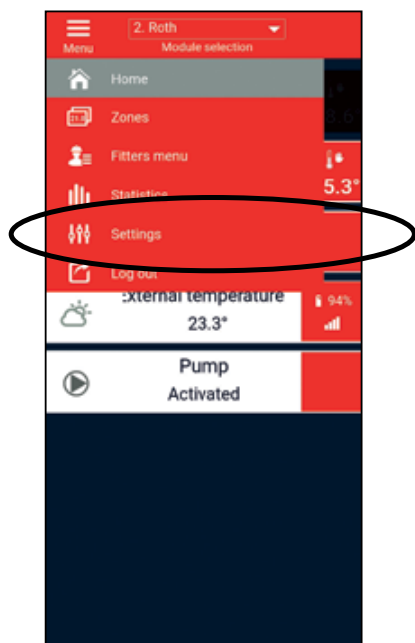 2. Roth
Menu
Module selection
Home
Zones
Fitters menu
5.3°
Statistics
Settings
Log out
External temperature
94%
23.3°
Pump
Activated